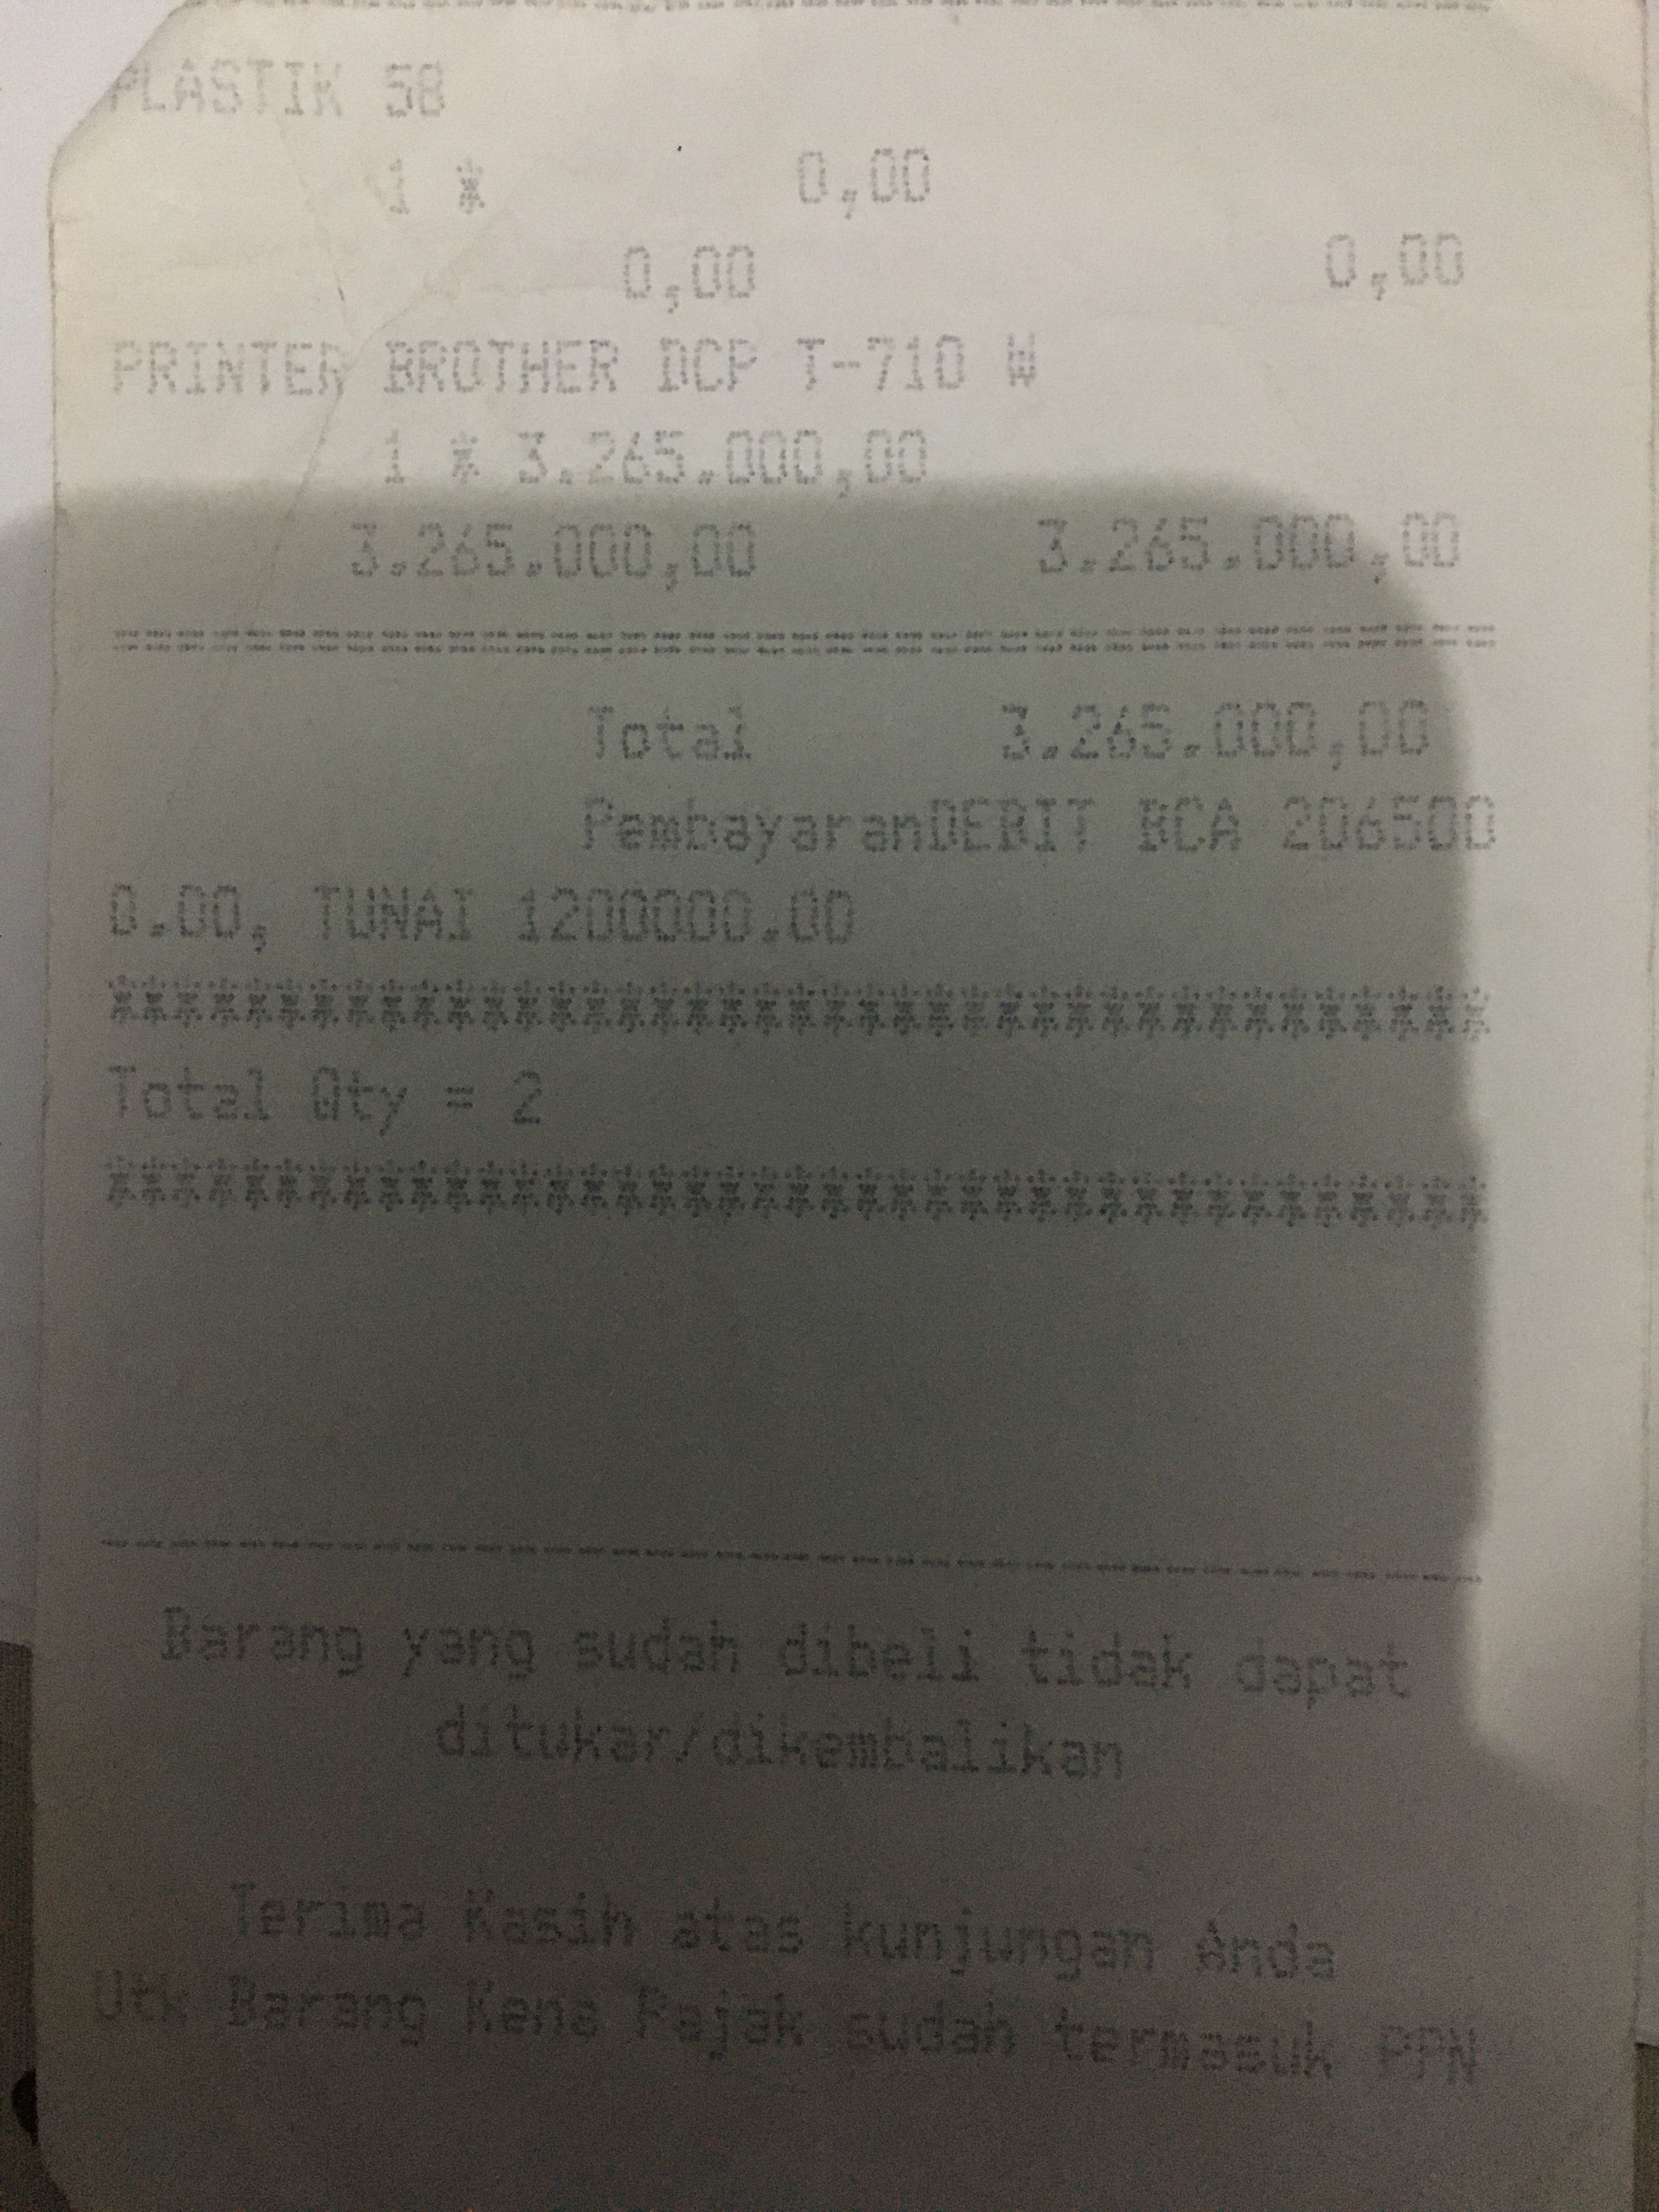 PLASTIK 58
1 * 0,00
0,00 0,00
PRINTER BROTHER DCP T-710 W
1 * 3.265.000,00
3.265.000,00 3.265.000,00
=========================================
Total 3.265.000,00
PembayaranDEBIT BCA 206500
0.00, TUNAI 1200000.00
*****************************************
Total Qty = 2
*****************************************
-----------------------------------------
Barang yang sudah dibeli tidak dapat
ditukar/dikembalikan
Terima Kasih atas kunjungan Anda
Utk Barang Kena Pajak sudah termasuk PPN